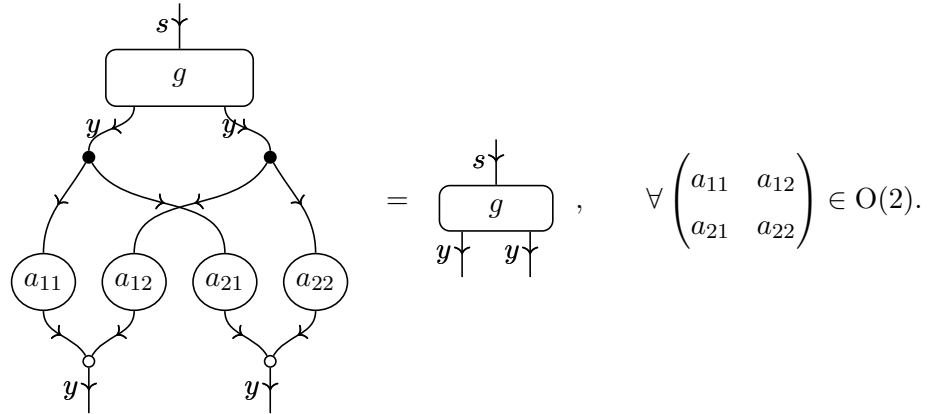 s
g
y y
a₁₁ a₁₂ a₂₁ a₂₂
y y
=
s
g
y y
, ∀ (a₁₁ a₁₂
a₂₁ a₂₂) ∈ O(2).